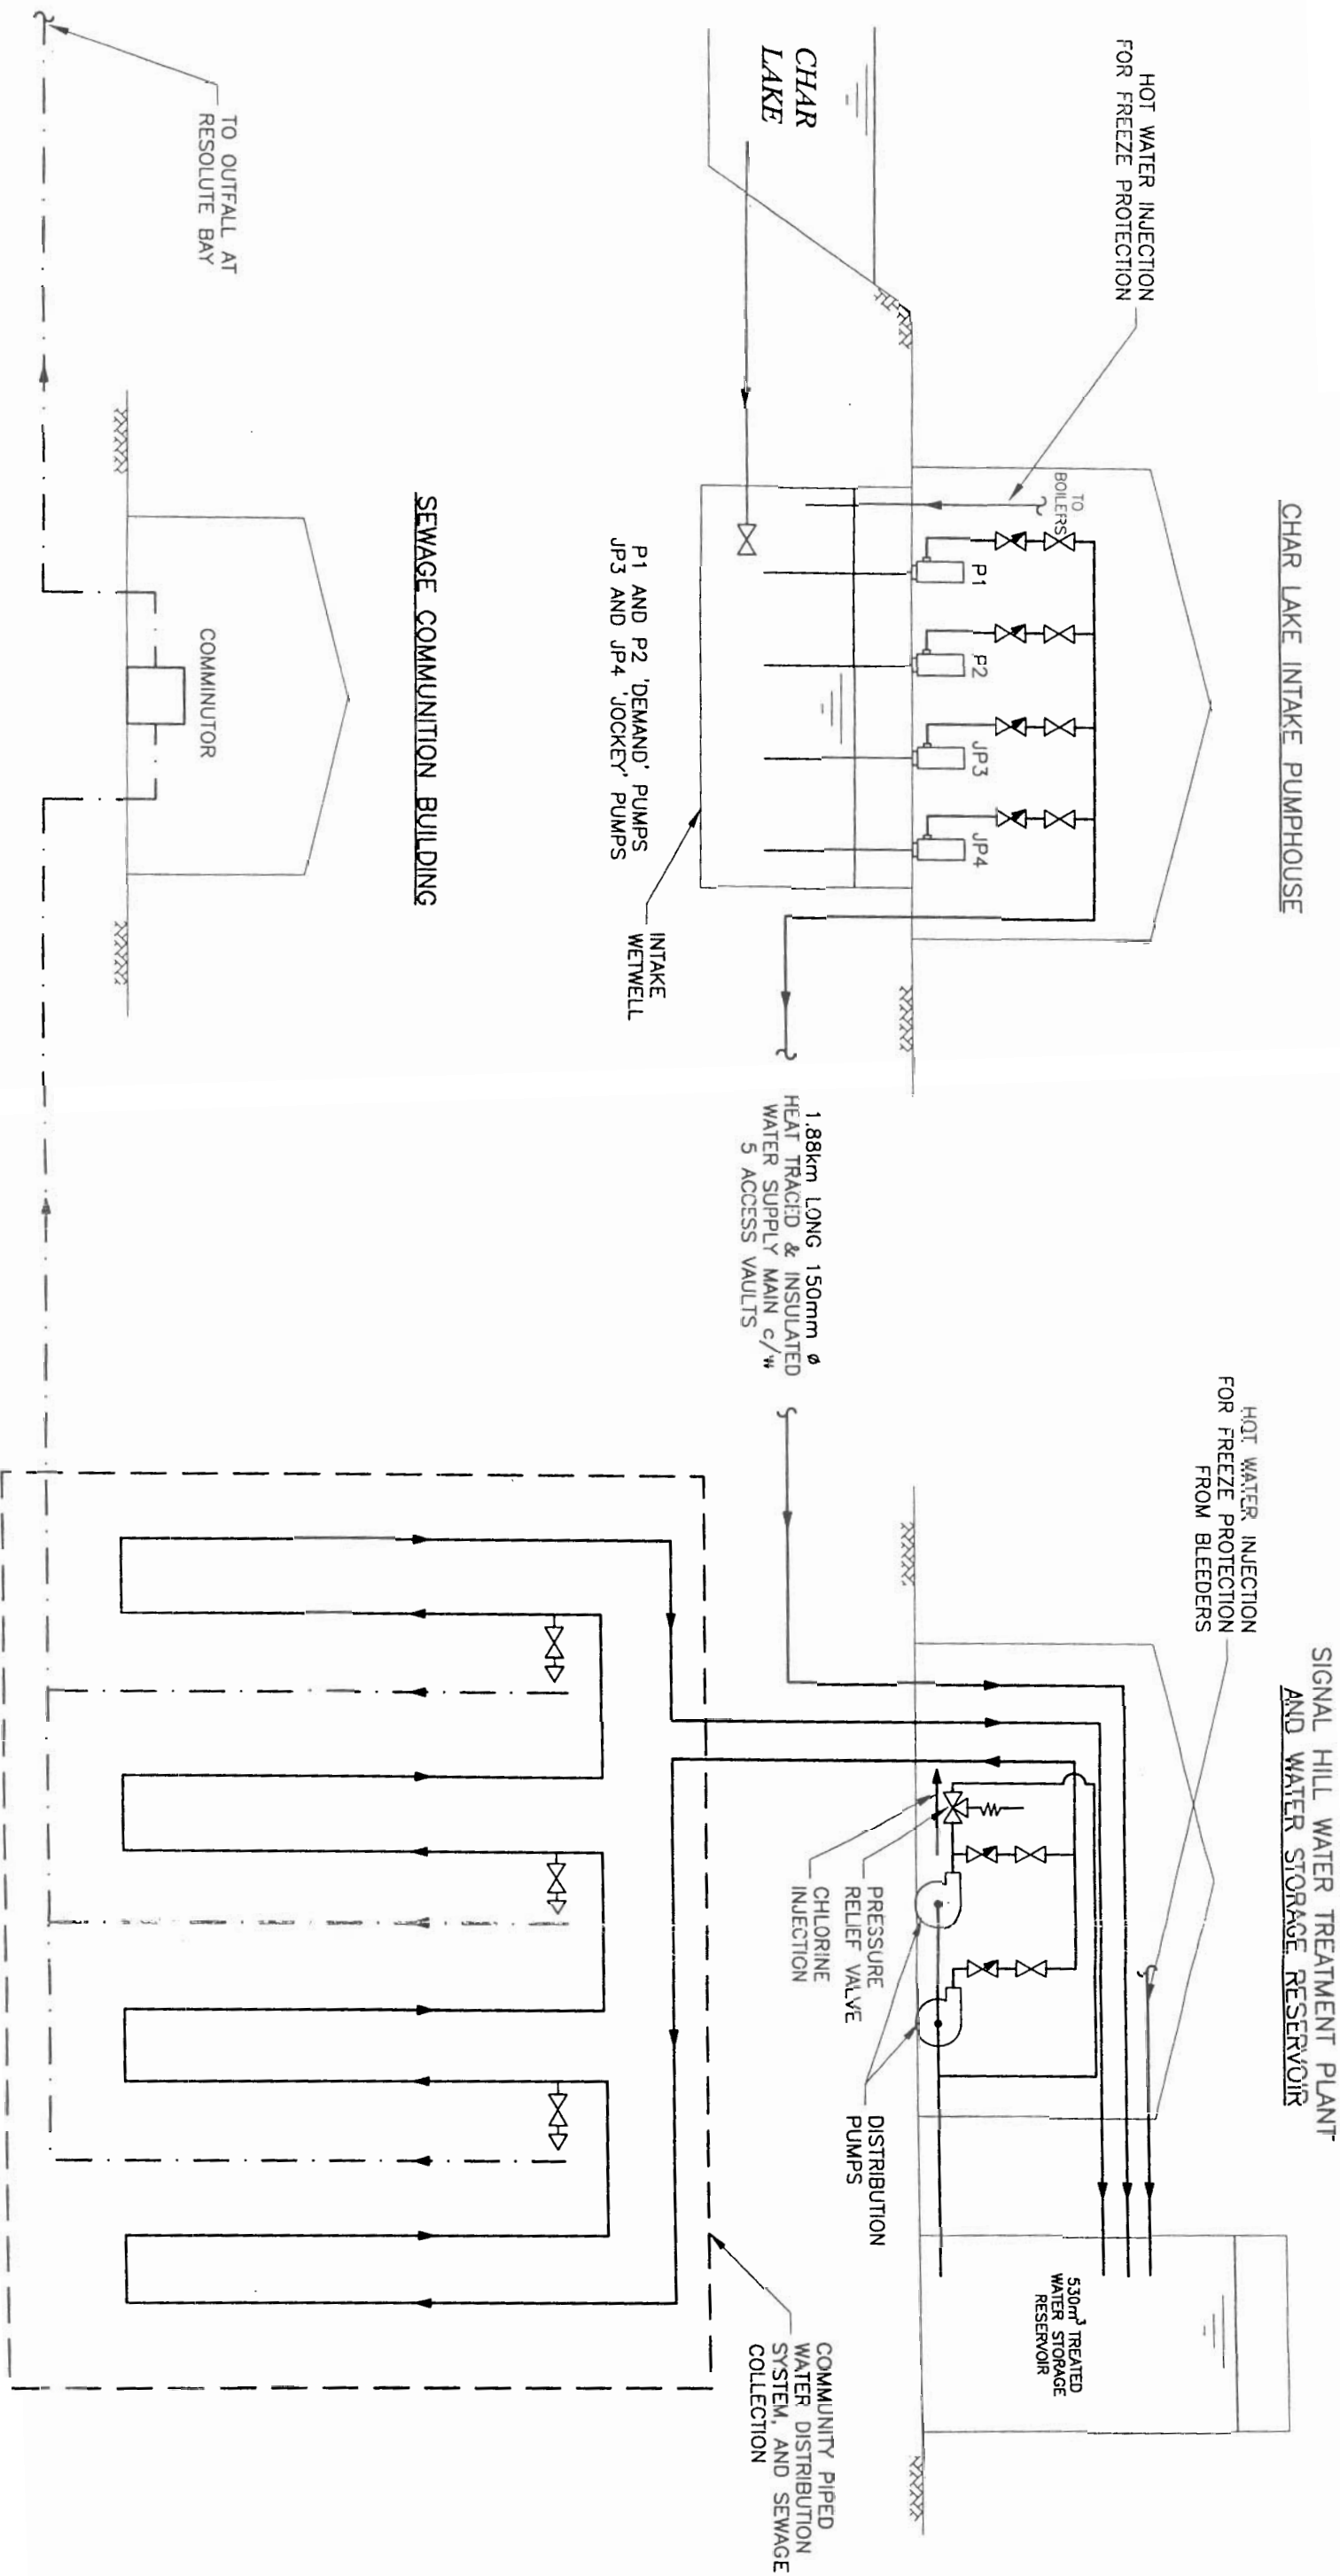 CHAR LAKE INTAKE PUMPHOUSE
HOT WATER INJECTION
FOR FREEZE PROTECTION
TO
BOILERS
P1
P2
JP3
JP4
CHAR
LAKE
P1 AND P2 'DEMAND' PUMPS
JP3 AND JP4 'JOCKEY' PUMPS
INTAKE
WETWELL
1.88km LONG 150mm ø
HEAT TRACED & INSULATED
WATER SUPPLY MAIN c/w
5 ACCESS VAULTS
SIGNAL HILL WATER TREATMENT PLANT
AND WATER STORAGE RESERVOIR
HOT WATER INJECTION
FOR FREEZE PROTECTION
FROM BLEEDERS
530m³ TREATED
WATER STORAGE
RESERVOIR
PRESSURE
RELIEF VALVE
CHLORINE
INJECTION
DISTRIBUTION
PUMPS
COMMUNITY PIPED
WATER DISTRIBUTION
SYSTEM, AND SEWAGE
COLLECTION
SEWAGE COMMUNITION BUILDING
COMMINUTOR
TO OUTFALL AT
RESOLUTE BAY